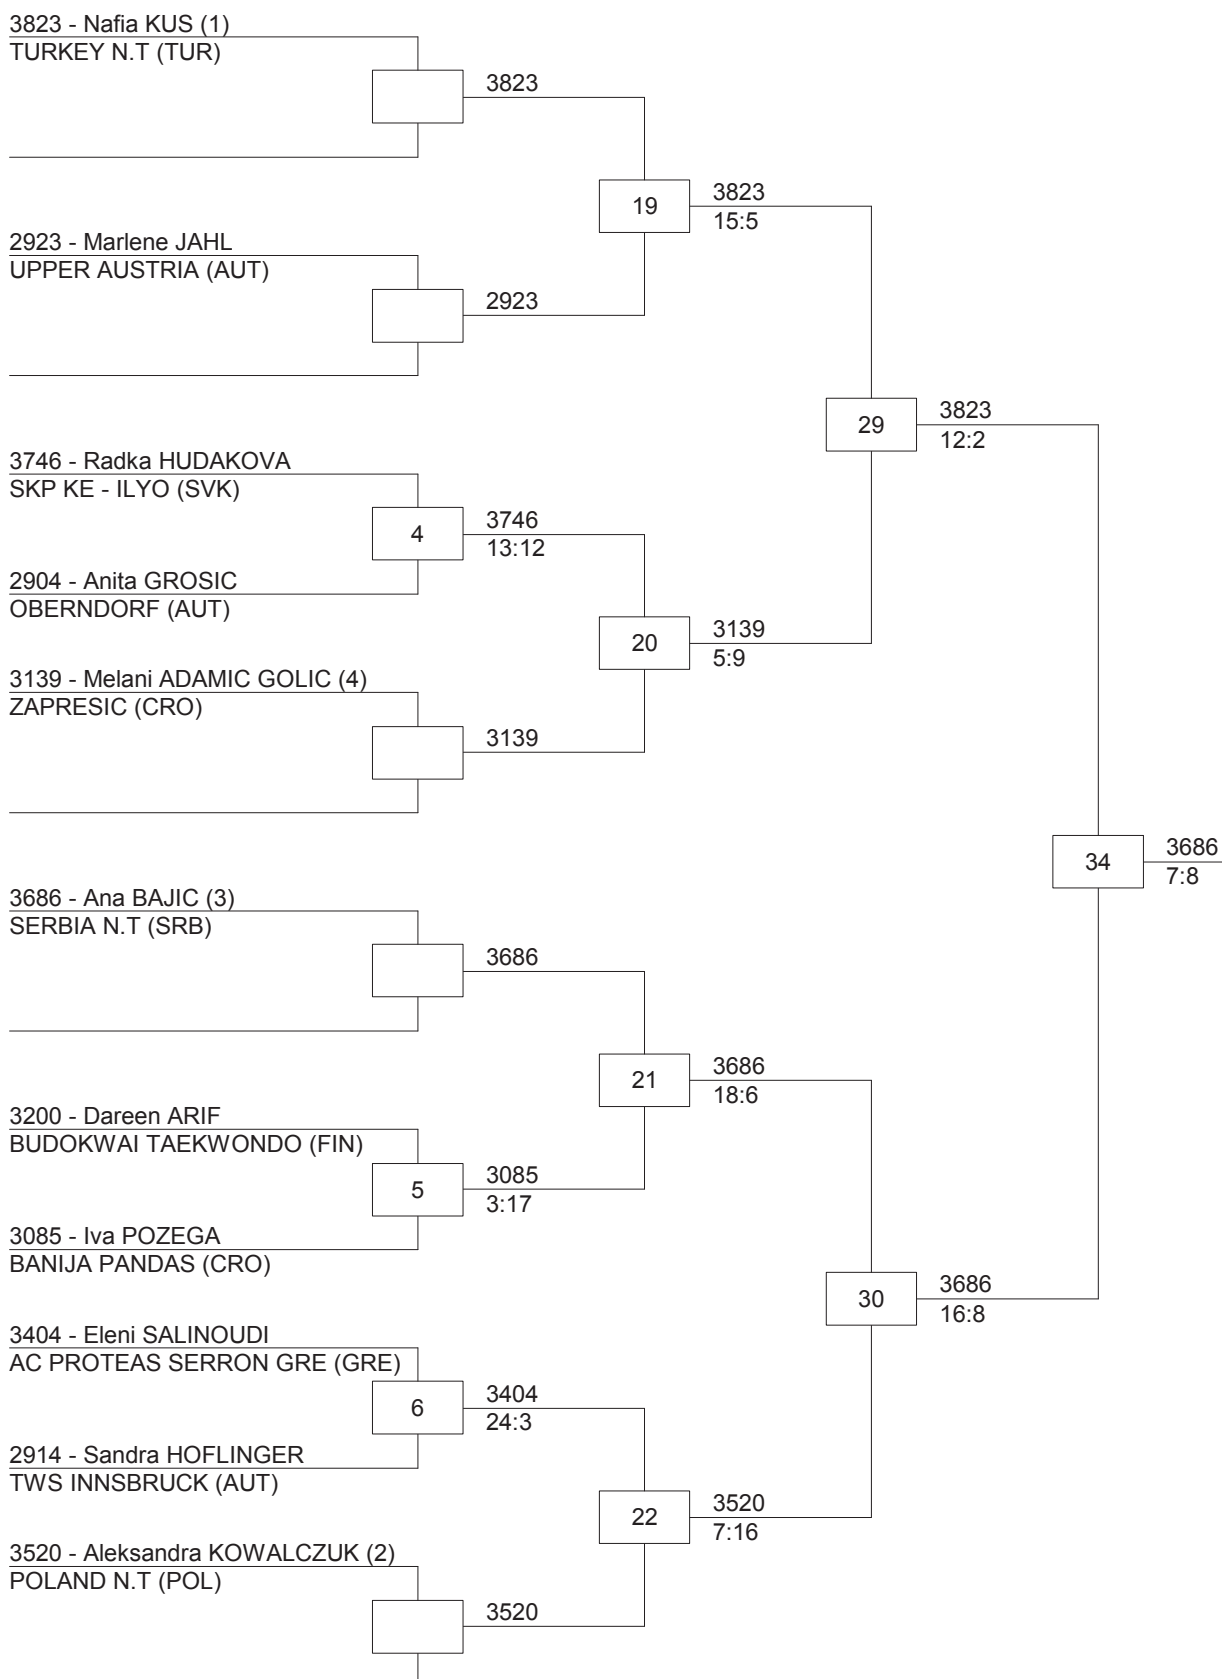 3823 - Nafia KUS (1)
TURKEY N.T (TUR)
3823
19
3823
15:5
2923 - Marlene JAHL
UPPER AUSTRIA (AUT)
2923
29
3823
12:2
3746 - Radka HUDAKOVA
SKP KE - ILYO (SVK)
4
3746
13:12
2904 - Anita GROSIC
OBERNDORF (AUT)
20
3139
5:9
3139 - Melani ADAMIC GOLIC (4)
ZAPRESIC (CRO)
3139
34
3686
7:8
3686 - Ana BAJIC (3)
SERBIA N.T (SRB)
3686
21
3686
18:6
3200 - Dareen ARIF
BUDOKWAI TAEKWONDO (FIN)
5
3085
3:17
3085 - Iva POZEGA
BANIJA PANDAS (CRO)
30
3686
16:8
3404 - Eleni SALINOUDI
AC PROTEAS SERRON GRE (GRE)
6
3404
24:3
2914 - Sandra HOFLINGER
TWS INNSBRUCK (AUT)
22
3520
7:16
3520 - Aleksandra KOWALCZUK (2)
POLAND N.T (POL)
3520